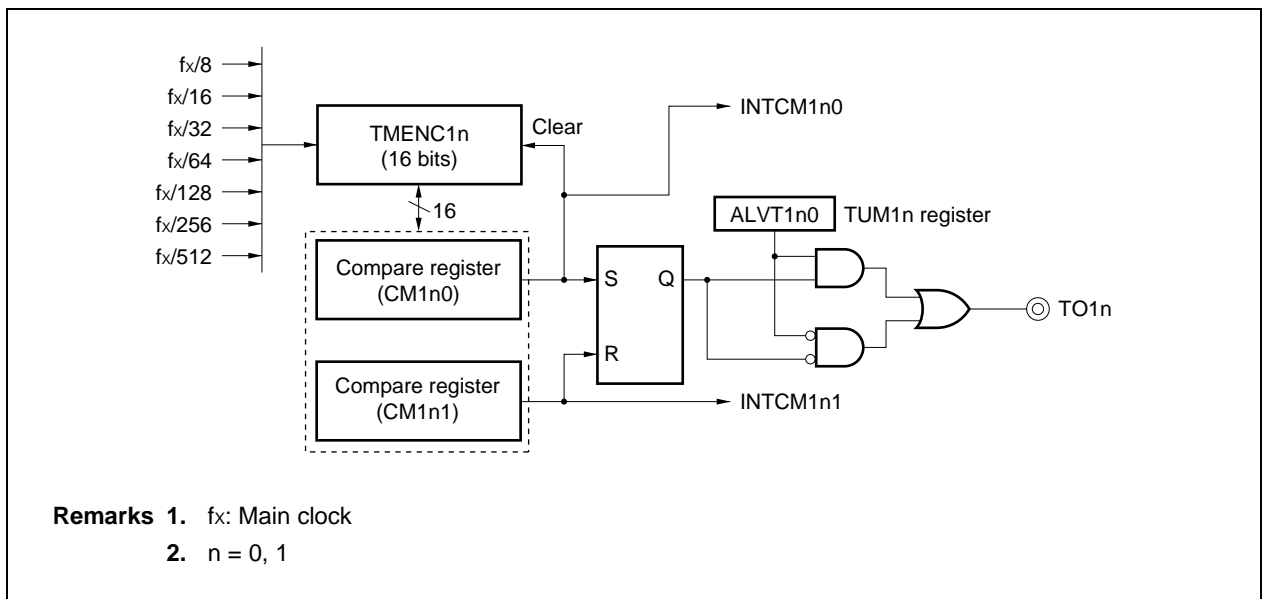 fx/8
fx/16
fx/32
fx/64
fx/128
fx/256
fx/512
TMENC1n
(16 bits)
Clear
INTCM1n0
16
ALVT1n0
TUM1n register
Compare register
(CM1n0)
S
Q
R
TO1n
Compare register
(CM1n1)
INTCM1n1
Remarks 1. fx: Main clock
2. n = 0, 1